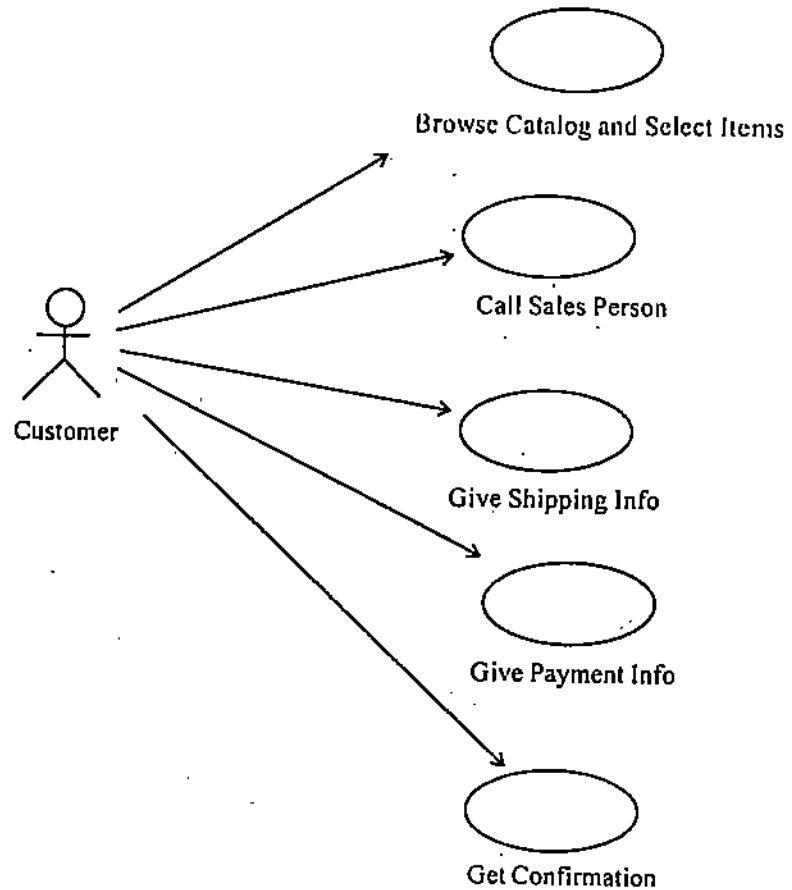 Browse Catalog and Select Items
Call Sales Person
Customer
Give Shipping Info
Give Payment Info
Get Confirmation